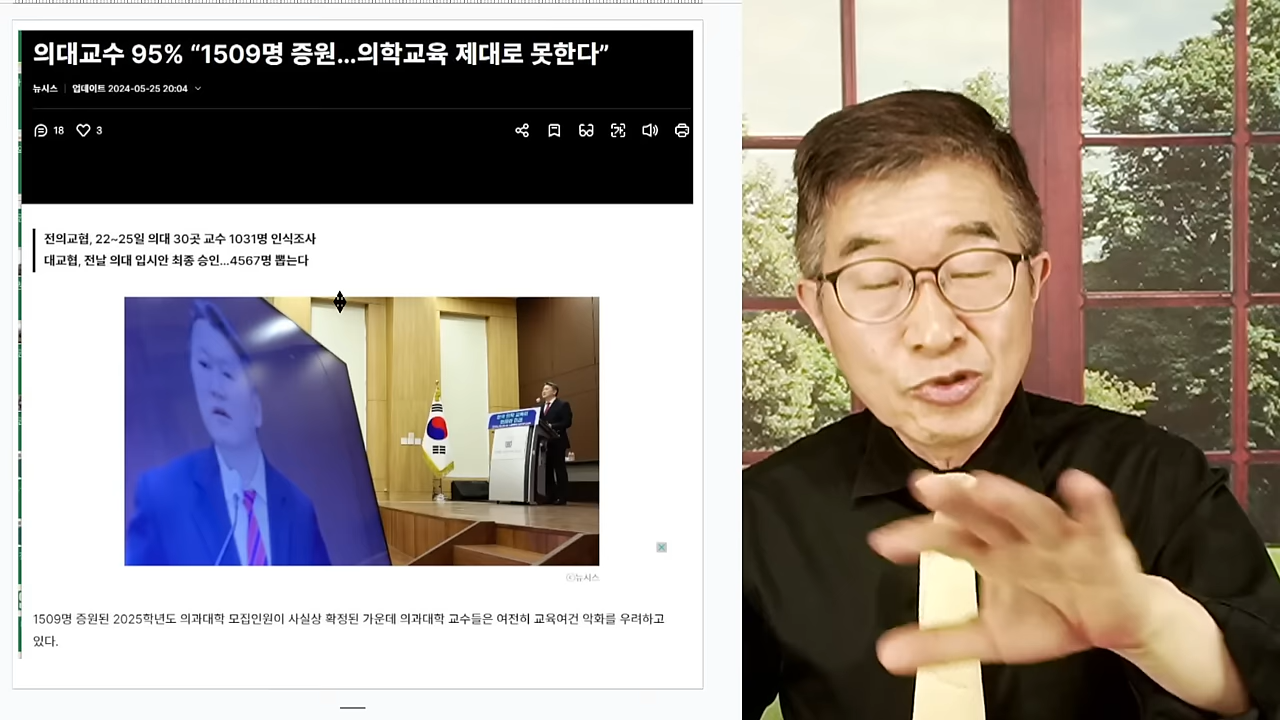 의대교수 95% “1509명 증원…의학교육 제대로 못한다”
뉴시스 | 업데이트 2024-05-25 20:04
18 3
전의교협, 22~25일 의대 30곳 교수 1031명 인식조사
대교협, 전날 의대 입시안 최종 승인…4567명 뽑는다
ⓒ뉴시스
1509명 증원된 2025학년도 의과대학 모집인원이 사실상 확정된 가운데 의과대학 교수들은 여전히 교육여건 악화를 우려하고
있다.